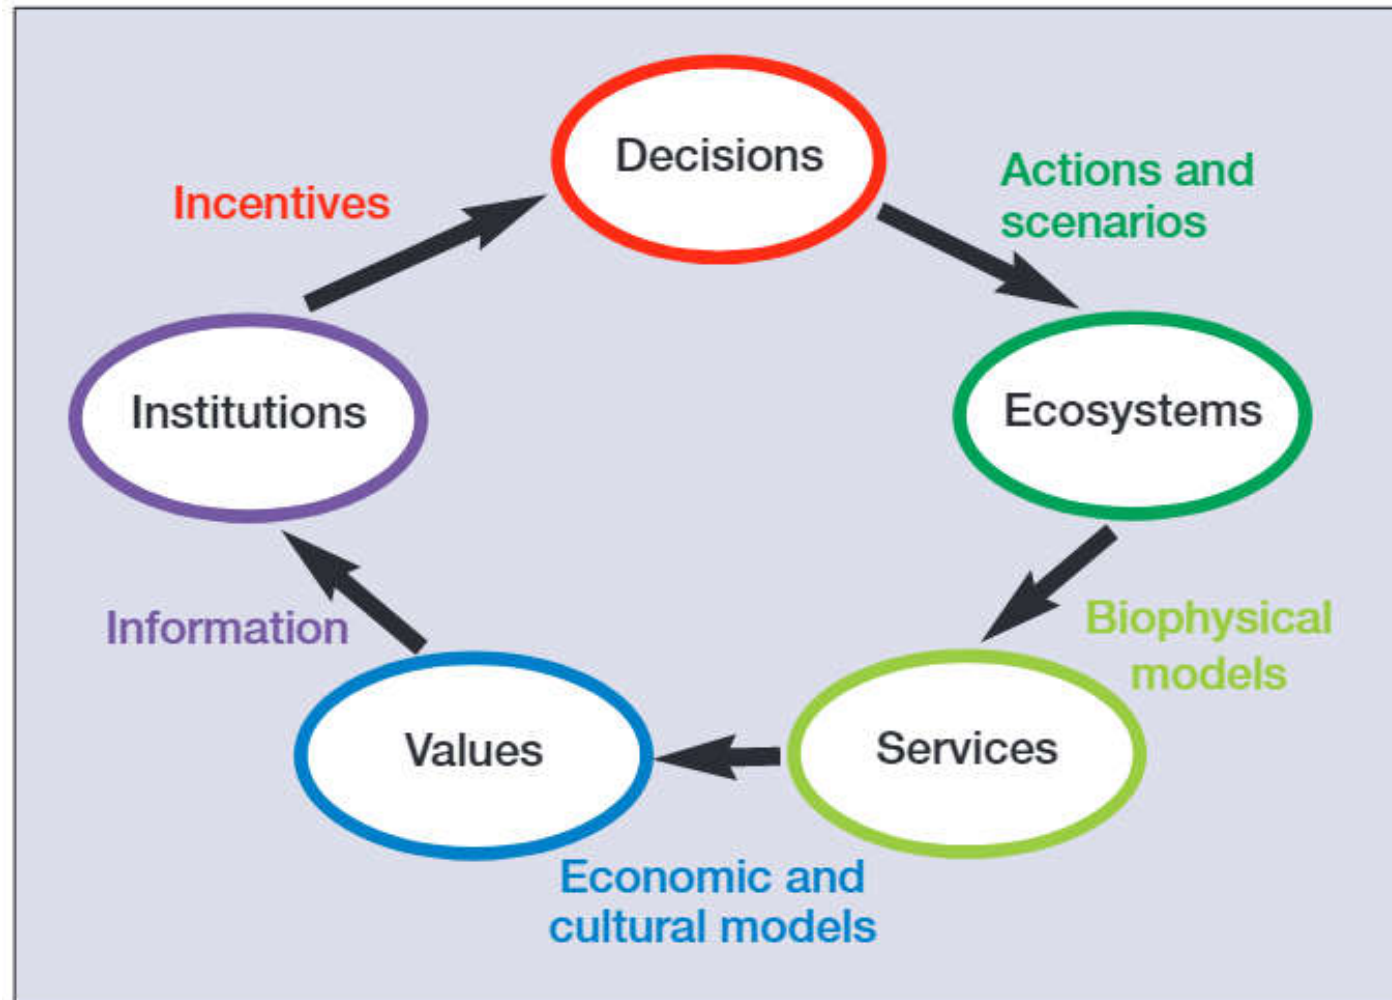 Decisions
Actions and
scenarios
Incentives
Institutions
Ecosystems
Biophysical
models
Information
Values
Services
Economic and
cultural models